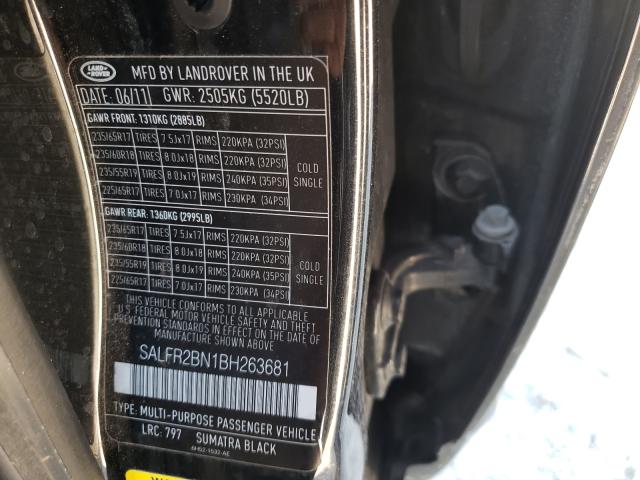 LAND-ROVER
MFD BY LANDROVER IN THE UK
DATE: 06/11 GWR: 2505KG (5520LB)
GAWR FRONT: 1310KG (2885LB)
235/65R17 TIRES 7.5Jx17 RIMS 220KPA (32PSI)
235/60R18 TIRES 8.0Jx18 RIMS 220KPA (32PSI)
235/55R19 TIRES 8.0Jx19 RIMS 240KPA (35PSI)
225/65R17 TIRES 7.0Jx17 RIMS 230KPA (34PSI)
COLD
SINGLE
GAWR REAR: 1360KG (2995LB)
235/65R17 TIRES 7.5Jx17 RIMS 220KPA (32PSI)
235/60R18 TIRES 8.0Jx18 RIMS 220KPA (32PSI)
235/55R19 TIRES 8.0Jx19 RIMS 240KPA (35PSI)
225/65R17 TIRES 7.0Jx17 RIMS 230KPA (34PSI)
COLD
SINGLE
THIS VEHICLE CONFORMS TO ALL APPLICABLE
U.S. FEDERAL MOTOR VEHICLE SAFETY AND THEFT
PREVENTION STANDARDS IN EFFECT ON THE DATE OF
MANUFACTURE SHOWN ABOVE
SALFR2BN1BH263681
TYPE: MULTI-PURPOSE PASSENGER VEHICLE
LRC: 797 SUMATRA BLACK